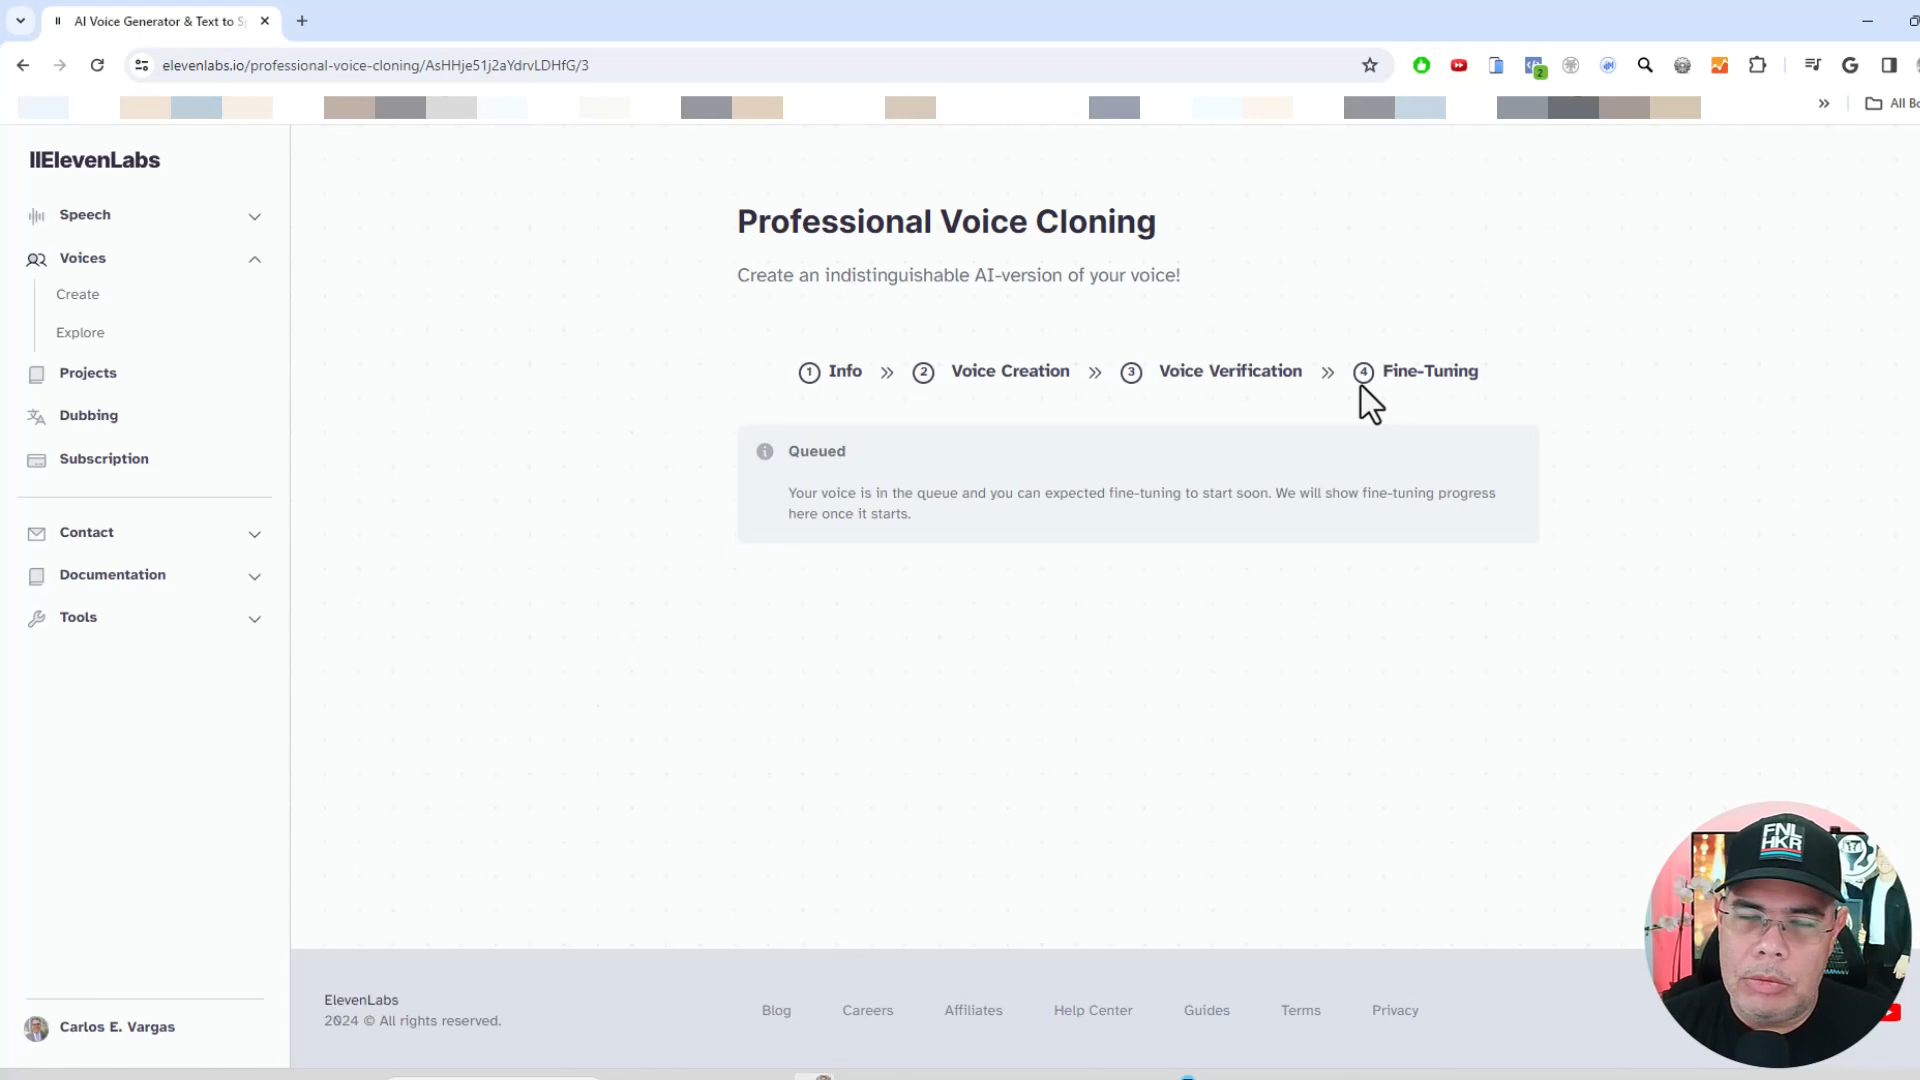 AI Voice Generator & Text to S
elevenlabs.io/professional-voice-cloning/AsHHje51j2aYdrvLDHfG/3
2
All Bo
IIElevenLabs
Speech
Voices
Create
Explore
Projects
Dubbing
Subscription
Contact
Documentation
Tools
Carlos E. Vargas
Professional Voice Cloning
Create an indistinguishable AI-version of your voice!
1 Info » 2 Voice Creation » 3 Voice Verification » 4 Fine-Tuning
Queued
Your voice is in the queue and you can expected fine-tuning to start soon. We will show fine-tuning progress
here once it starts.
ElevenLabs
2024 © All rights reserved.
Blog Careers Affiliates Help Center Guides Terms Privacy
FNL
HKR